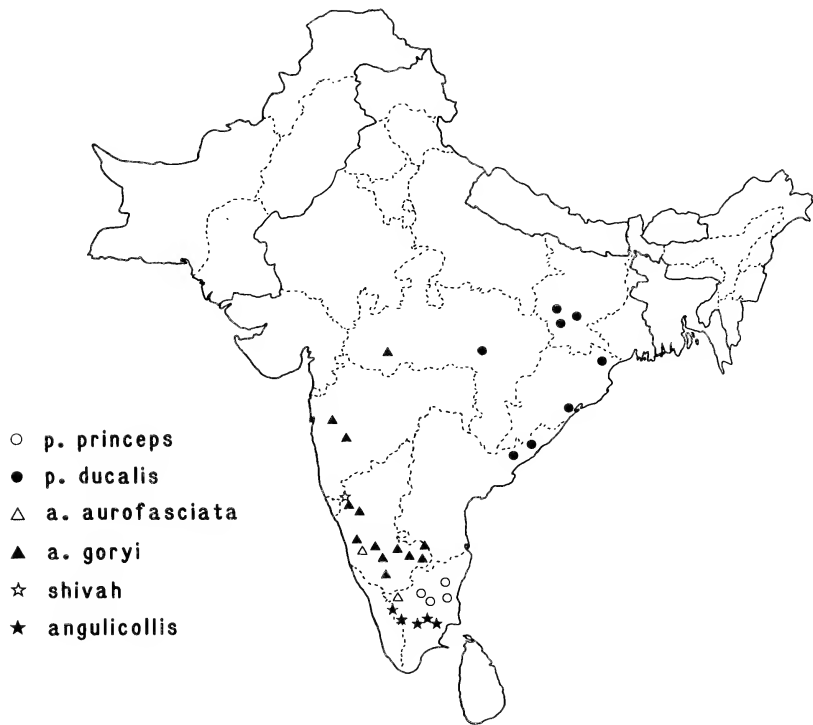 p. princeps
p. ducalis
a. aurofasciata
a. goryi
shivah
angulicollis